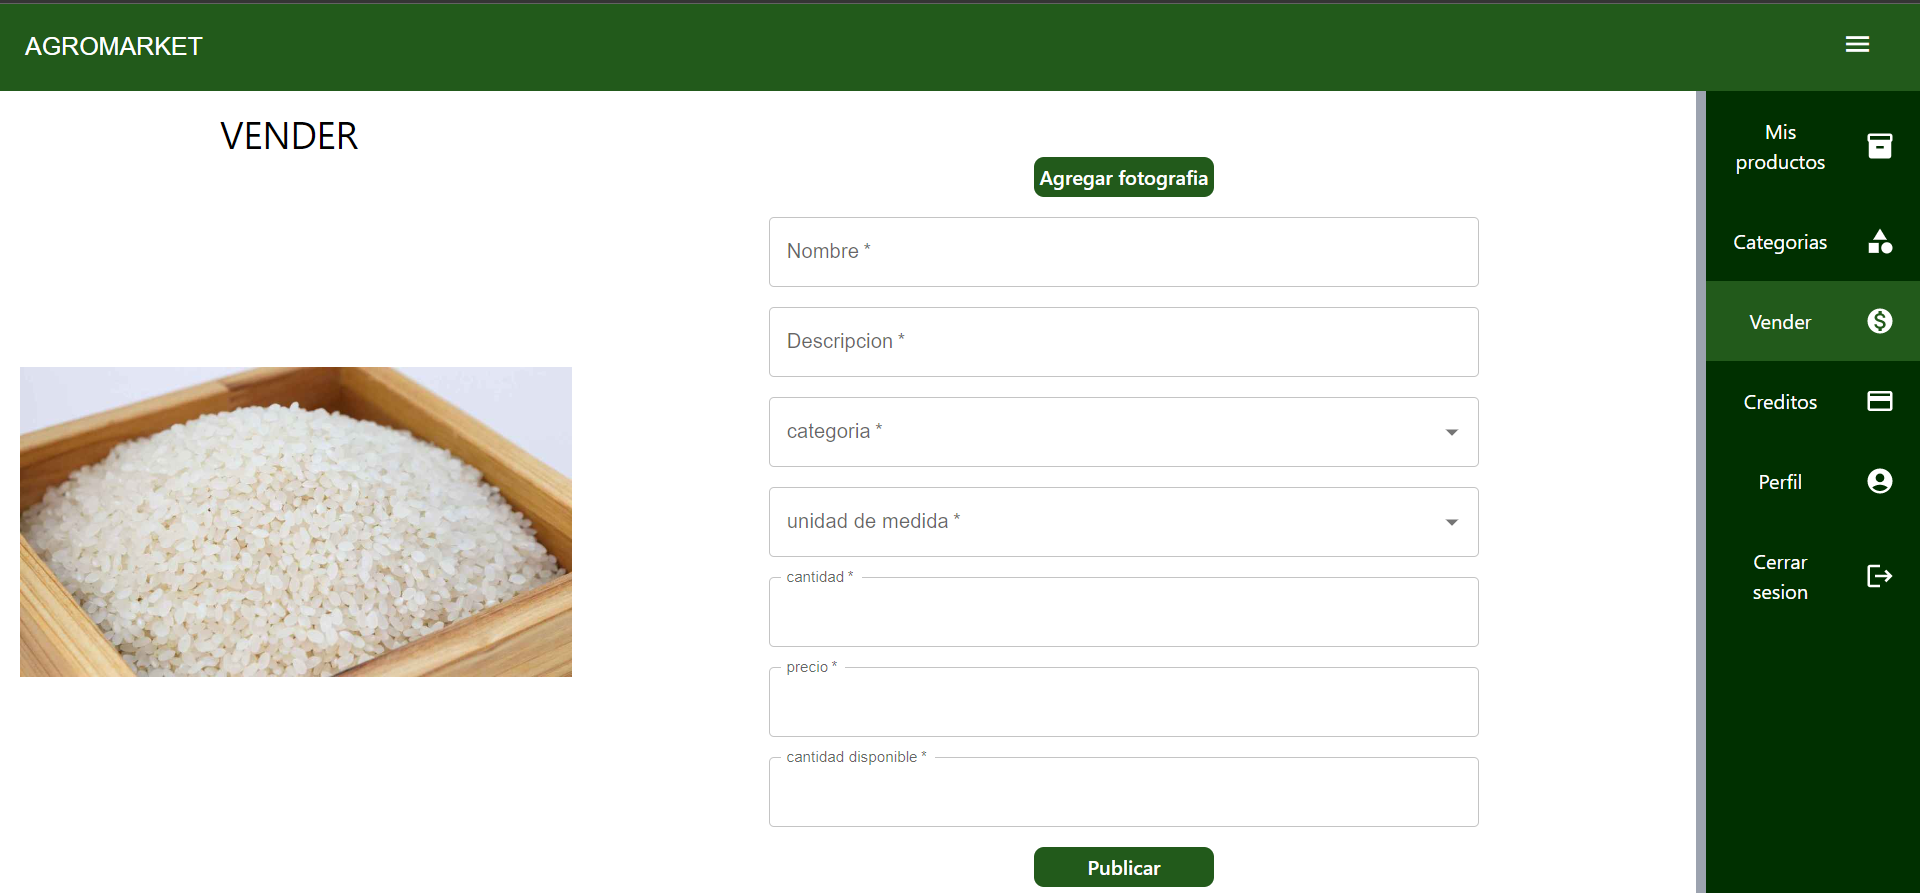 AGROMARKET
VENDER
Agregar fotografia
Nombre *
Descripcion *
categoria *
unidad de medida *
cantidad *
precio *
cantidad disponible *
Publicar
Mis
productos
Categorias
Vender
Creditos
Perfil
Cerrar
sesion